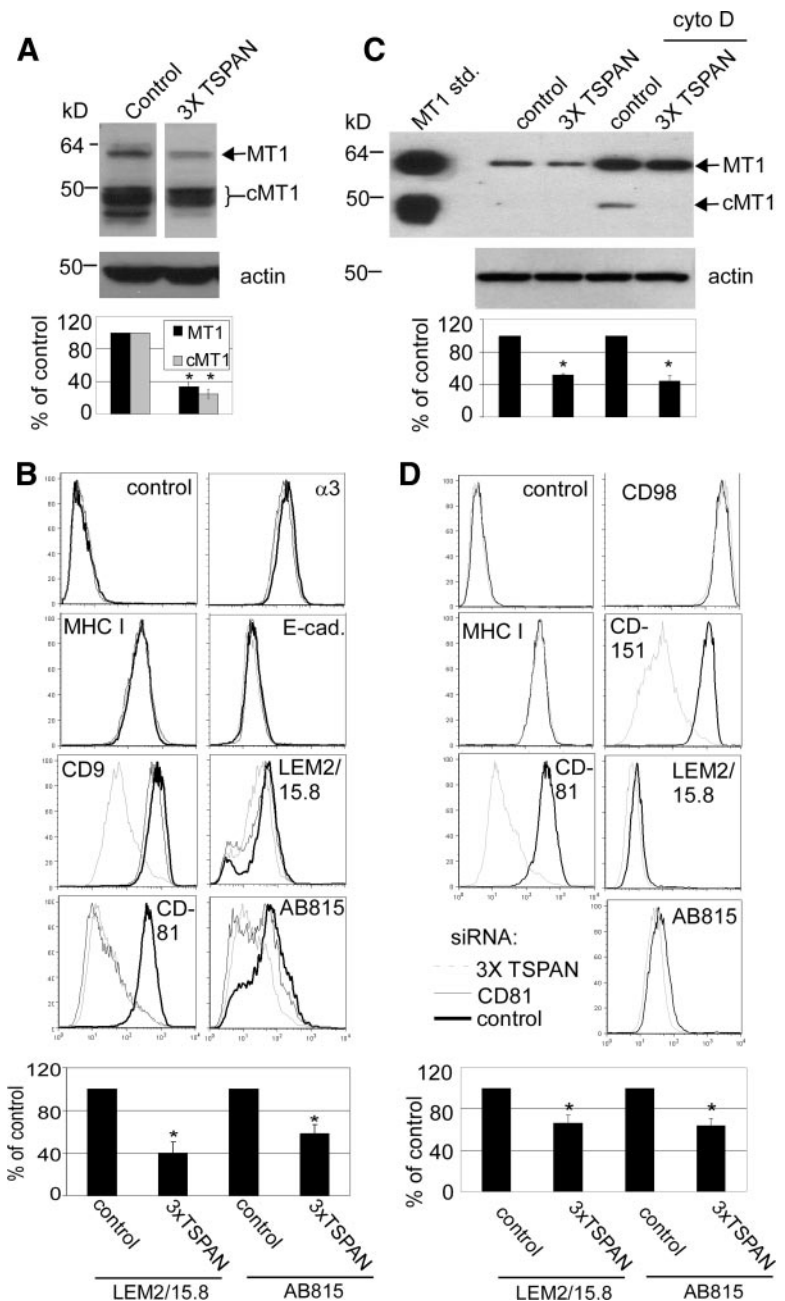 A
Control
3X TSPAN
kD
64
MT1
50
cMT1
50
actin
120
80
40
0
% of control
MT1
cMT1
* *
C
cyto D
MT1 std.
control
3X TSPAN
control
3X TSPAN
kD
64
MT1
50
cMT1
50
actin
120
80
40
0
% of control
*
*
B
control
α3
MHC I
E-cad.
CD9
LEM2/
15.8
CD-
81
AB815
120
80
40
0
% of control
*
*
control
3xTSPAN
control
3xTSPAN
LEM2/15.8
AB815
D
control
CD98
MHC I
CD-
151
CD-
81
LEM2/
15.8
AB815
siRNA:
3X TSPAN
CD81
control
120
80
40
0
% of control
*
*
control
3xTSPAN
control
3xTSPAN
LEM2/15.8
AB815